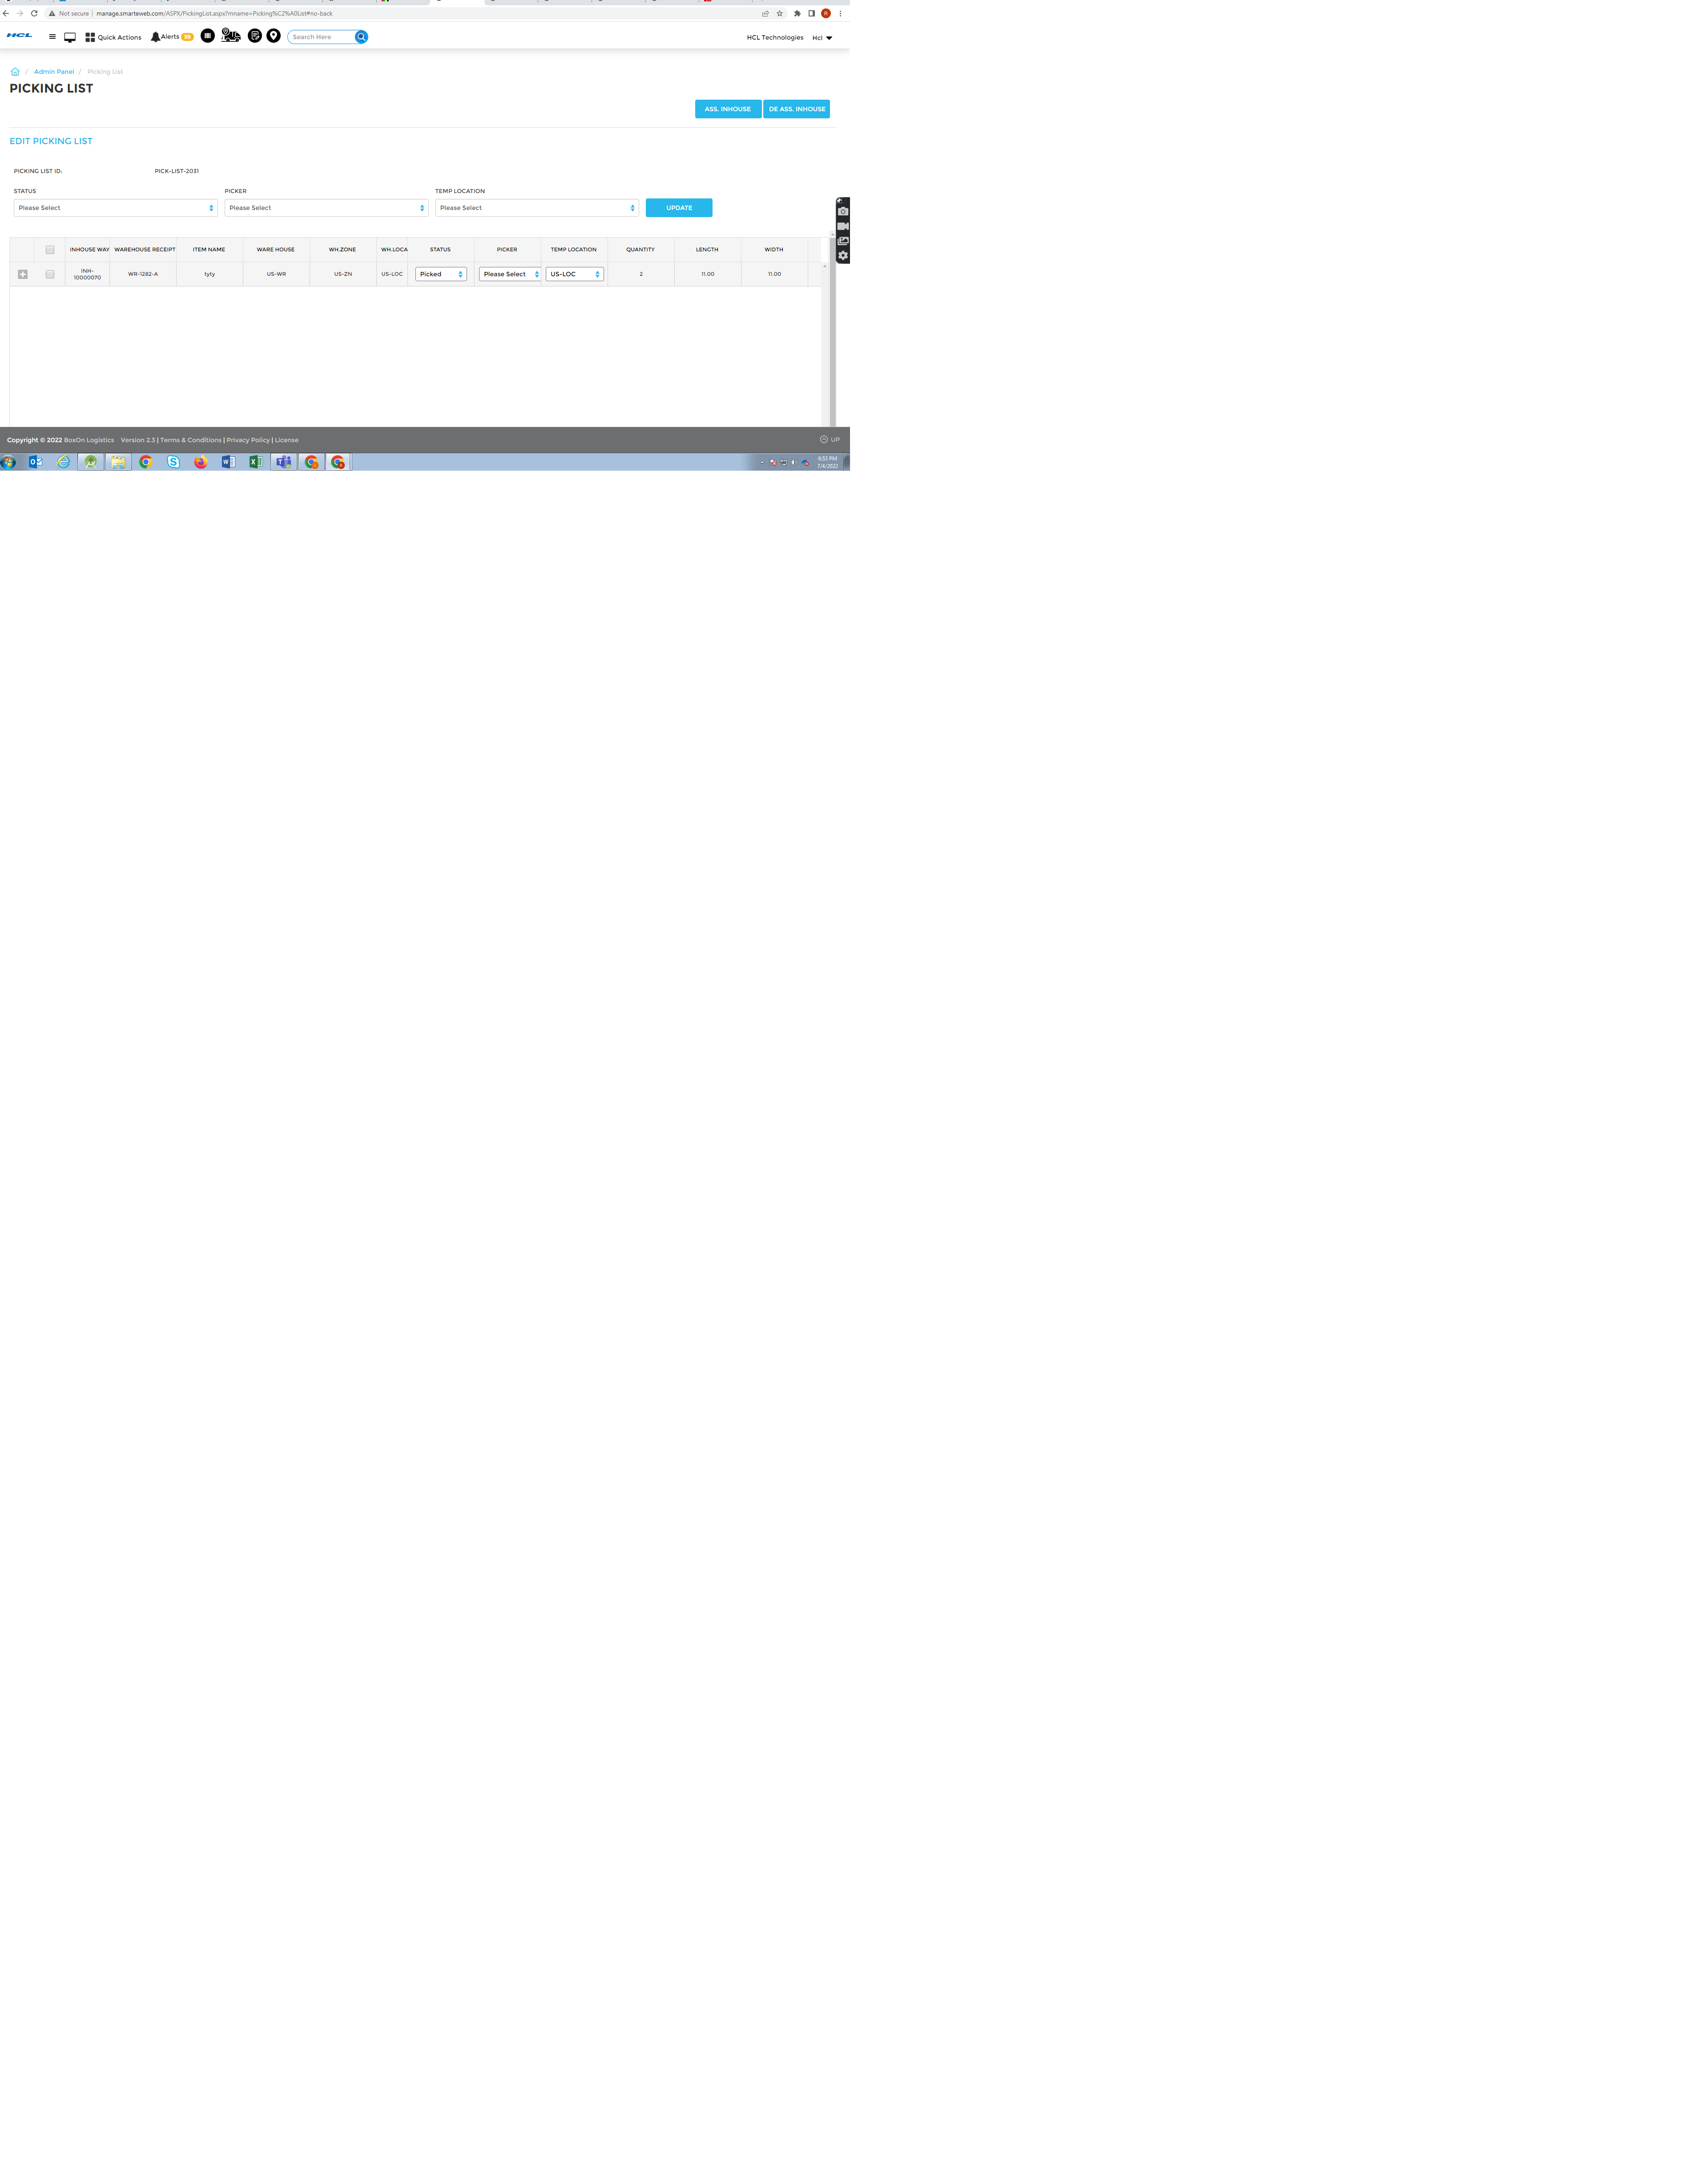 Not secure | manage.smarteweb.com/ASPX/PickingList.aspx?mname=Picking%C2%A0List#no-back
R
HCL
Quick Actions
Alerts
Search Here
HCL Technologies
Hcl
/ Admin Panel / Picking List
PICKING LIST
ASS. INHOUSE
DE ASS. INHOUSE
EDIT PICKING LIST
PICKING LIST ID:
PICK-LIST-2031
STATUS
PICKER
TEMP LOCATION
Please Select
Please Select
Please Select
UPDATE
INHOUSE WAY WAREHOUSE RECEIPT ITEM NAME WARE HOUSE WH.ZONE WH.LOCA STATUS PICKER TEMP LOCATION QUANTITY LENGTH WIDTH
INH-
10000070
WR-1282-A tyty US-WR US-ZN US-LOC Picked Please Select US-LOC 2 11.00 11.00
Copyright © 2022 BoxOn Logistics Version 2.3 | Terms & Conditions | Privacy Policy | License
UP
6:51 PM
7/4/2022